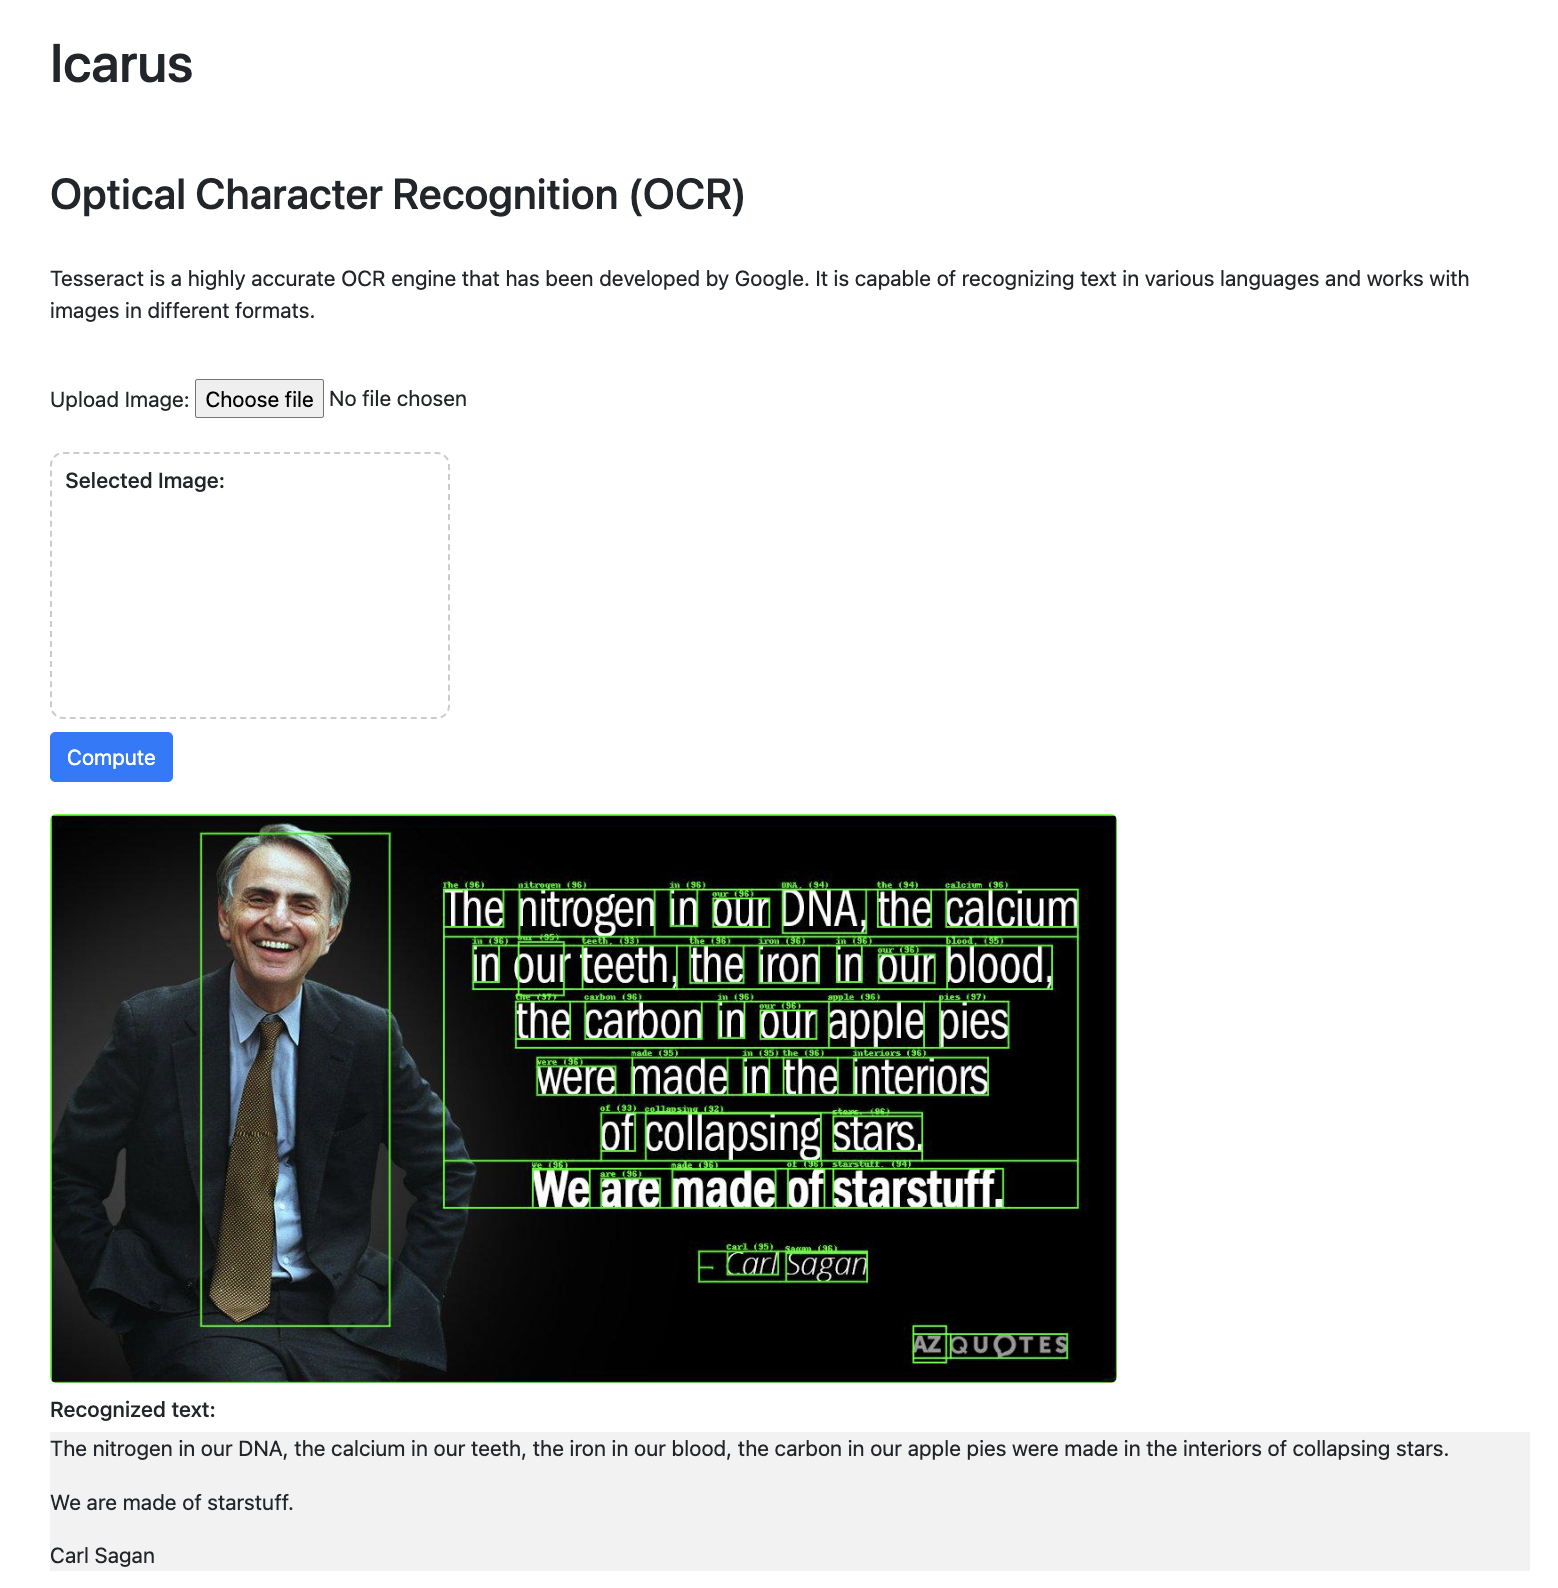 Icarus
Optical Character Recognition (OCR)
Tesseract is a highly accurate OCR engine that has been developed by Google. It is capable of recognizing text in various languages and works with
images in different formats.
Upload Image: Choose file No file chosen
Selected Image:
Compute
The (96) nitrogen (96) in (96) our (96) DNA, (94) the (94) calcium (96)
The nitrogen in our DNA, the calcium
in (96) our (95) teeth, (93) the (96) iron (96) in (96) our (96) blood, (95)
in our teeth, the iron in our blood,
the (97) carbon (96) in (96) our (96) apple (96) pies (97)
the carbon in our apple pies
were (96) made (95) in (95) the (96) interiors (96)
were made in the interiors
of (93) collapsing (92) stars. (96)
of collapsing stars.
We (96) are (96) made (96) of (96) starstuff. (94)
We are made of starstuff.
Carl (95) Sagan (96)
— Carl Sagan
AZ QUOTES
Recognized text:
The nitrogen in our DNA, the calcium in our teeth, the iron in our blood, the carbon in our apple pies were made in the interiors of collapsing stars.
We are made of starstuff.
Carl Sagan